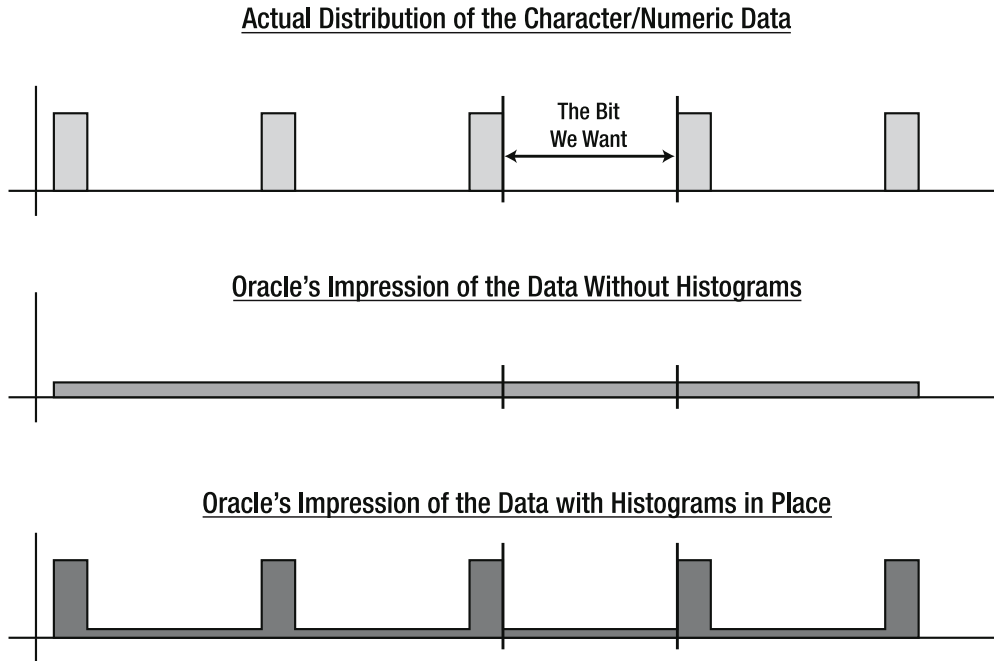 Actual Distribution of the Character/Numeric Data
The Bit
We Want
Oracle's Impression of the Data Without Histograms
Oracle's Impression of the Data with Histograms in Place